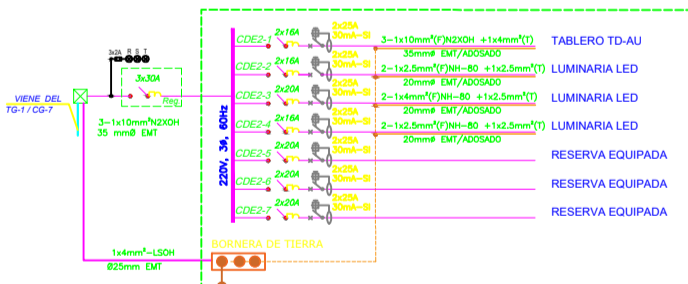 3x2A R S T
3x30A
Reg.
VIENE DEL
TG-1 / CG-7
3-1x10mm²N2XOH
35 mmØ EMT
220V, 3Ø, 60Hz
CDE2-1 2x16A 2x25A 30mA-SI 3-1x10mm²(F)N2XOH +1x4mm²(T) TABLERO TD-AU
35mmØ EMT/ADOSADO
CDE2-2 2x16A 2x25A 30mA-SI 2-1x2.5mm²(F)NH-80 +1x2.5mm²(T) LUMINARIA LED
20mmØ EMT/ADOSADO
CDE2-3 2x20A 2x25A 30mA-SI 2-1x4mm²(F)NH-80 +1x2.5mm²(T) LUMINARIA LED
20mmØ EMT/ADOSADO
CDE2-4 2x16A 2x25A 30mA-SI 2-1x2.5mm²(F)NH-80 +1x2.5mm²(T) LUMINARIA LED
20mmØ EMT/ADOSADO
CDE2-5 2x20A 2x25A 30mA-SI RESERVA EQUIPADA
CDE2-6 2x20A 2x25A 30mA-SI RESERVA EQUIPADA
CDE2-7 2x20A 2x25A 30mA-SI RESERVA EQUIPADA
BORNERA DE TIERRA
1x4mm²-LSOH
Ø25mm EMT